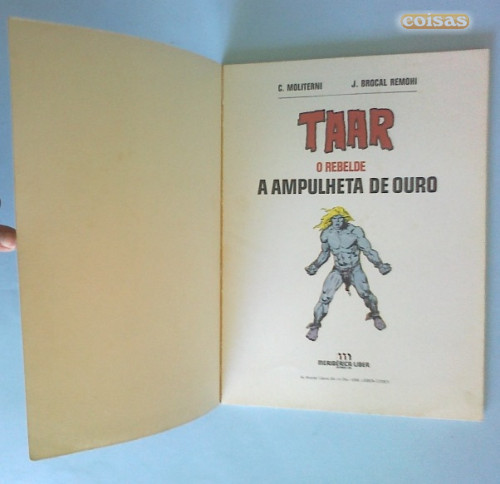 coisas
C. MOLITERNI J. BROCAL REMOHI
TAAR
O REBELDE
A AMPULHETA DE OURO
MERIBÉRICA/LIBER